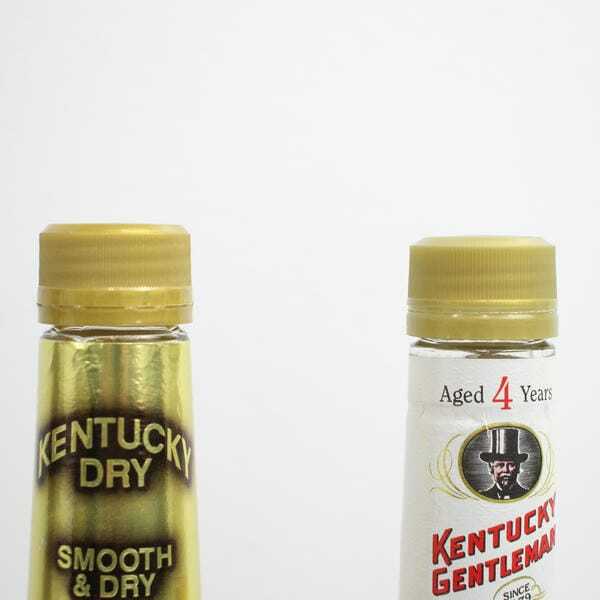 KENTUCKY
DRY
SMOOTH
& DRY
Aged 4 Years
KENTUCKY
GENTLEMAN
SINCE